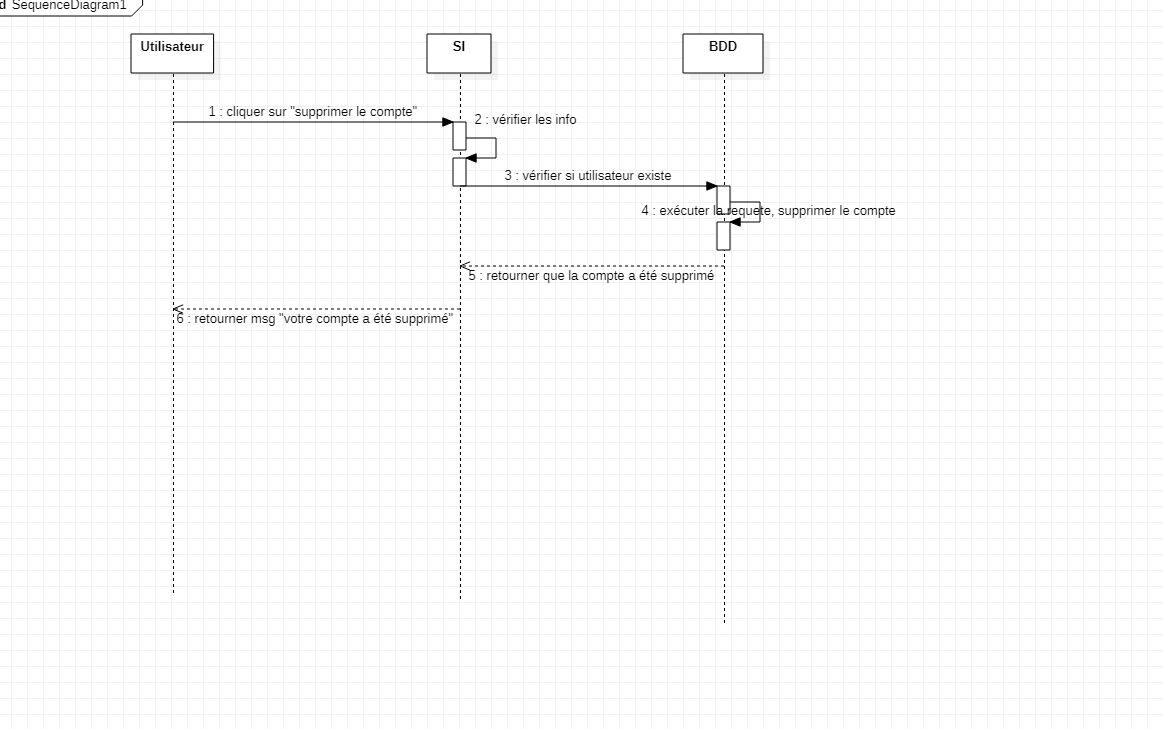 d SequenceDiagram1
Utilisateur
SI
BDD
1 : cliquer sur "supprimer le compte"
2 : vérifier les info
3 : vérifier si utilisateur existe
4 : exécuter la requete, supprimer le compte
5 : retourner que la compte a été supprimé
6 : retourner msg "votre compte a été supprimé"